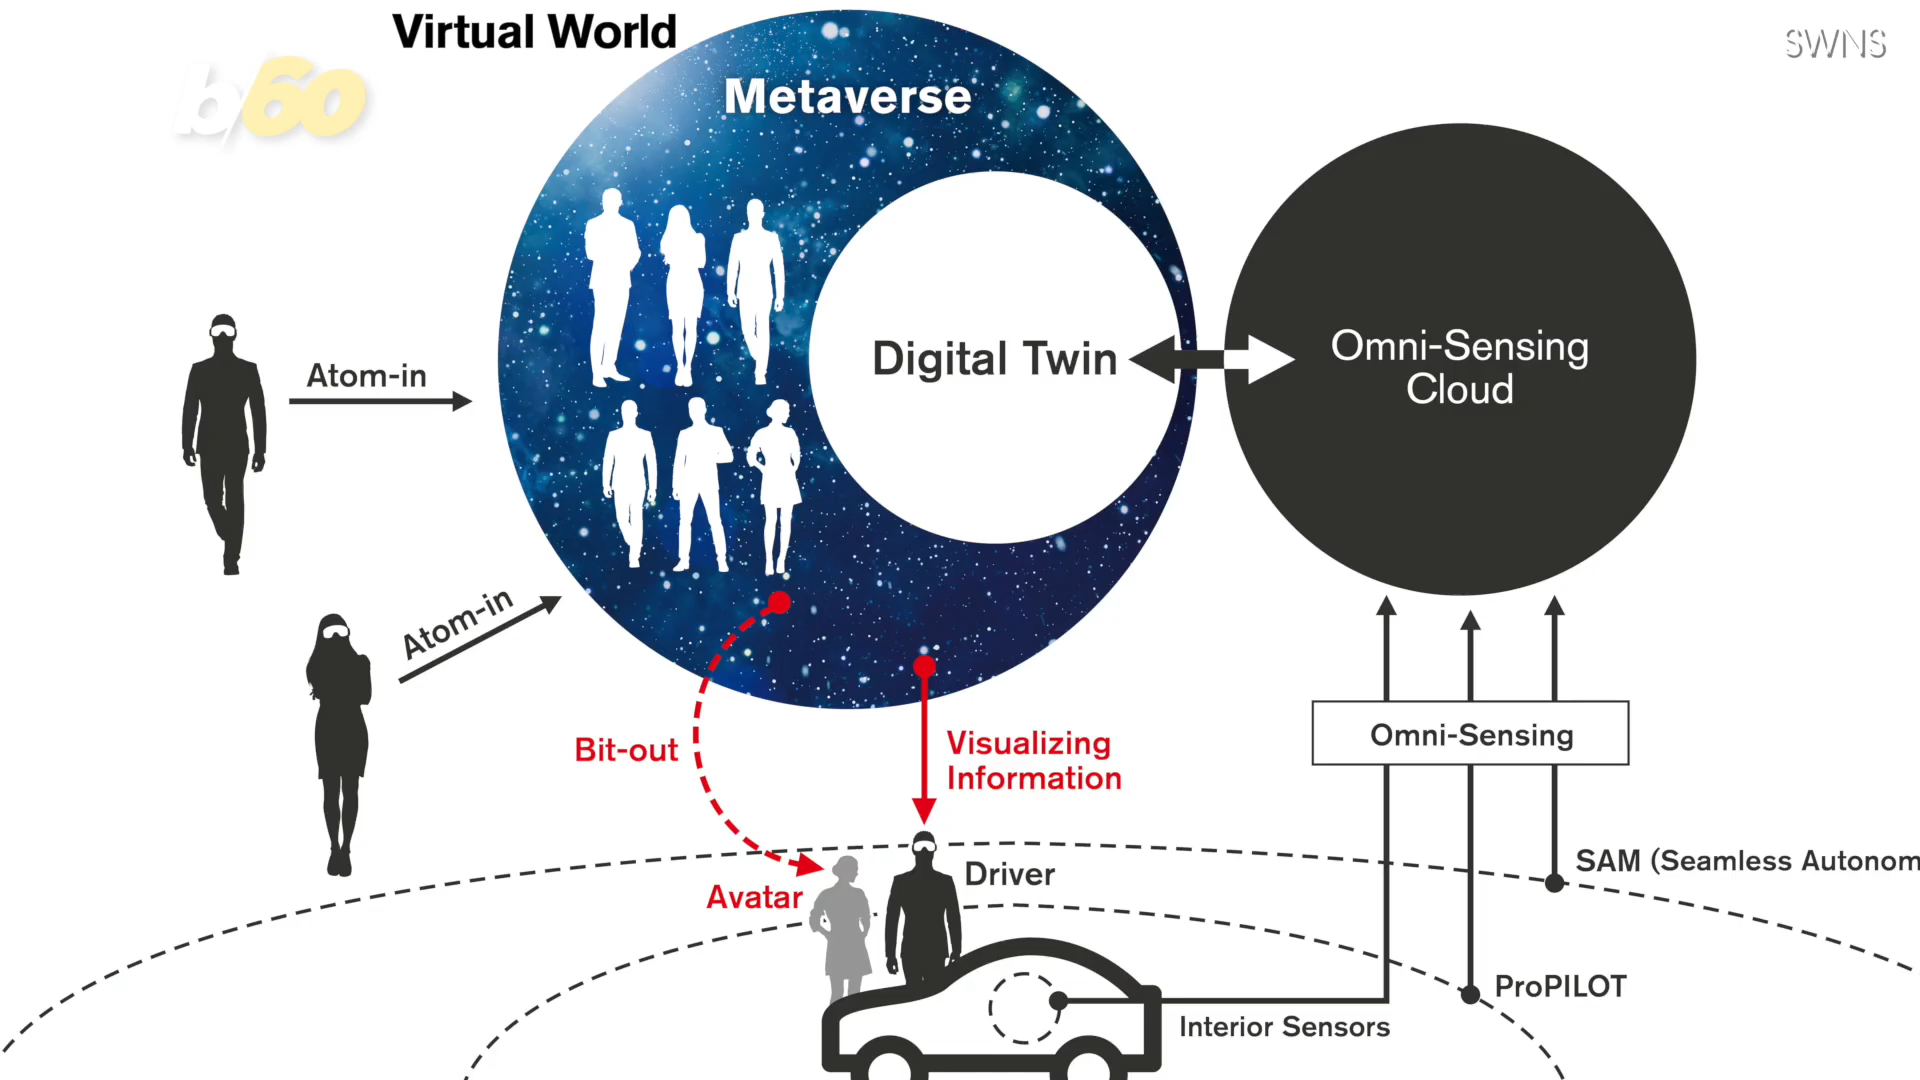 Virtual World
SWNS
b/60
Metaverse
Omni-Sensing
Cloud
Digital Twin
Atom-in
Atom-in
Omni-Sensing
Bit-out
Visualizing
Information
SAM (Seamless Autonom
Driver
Avatar
ProPILOT
Interior Sensors